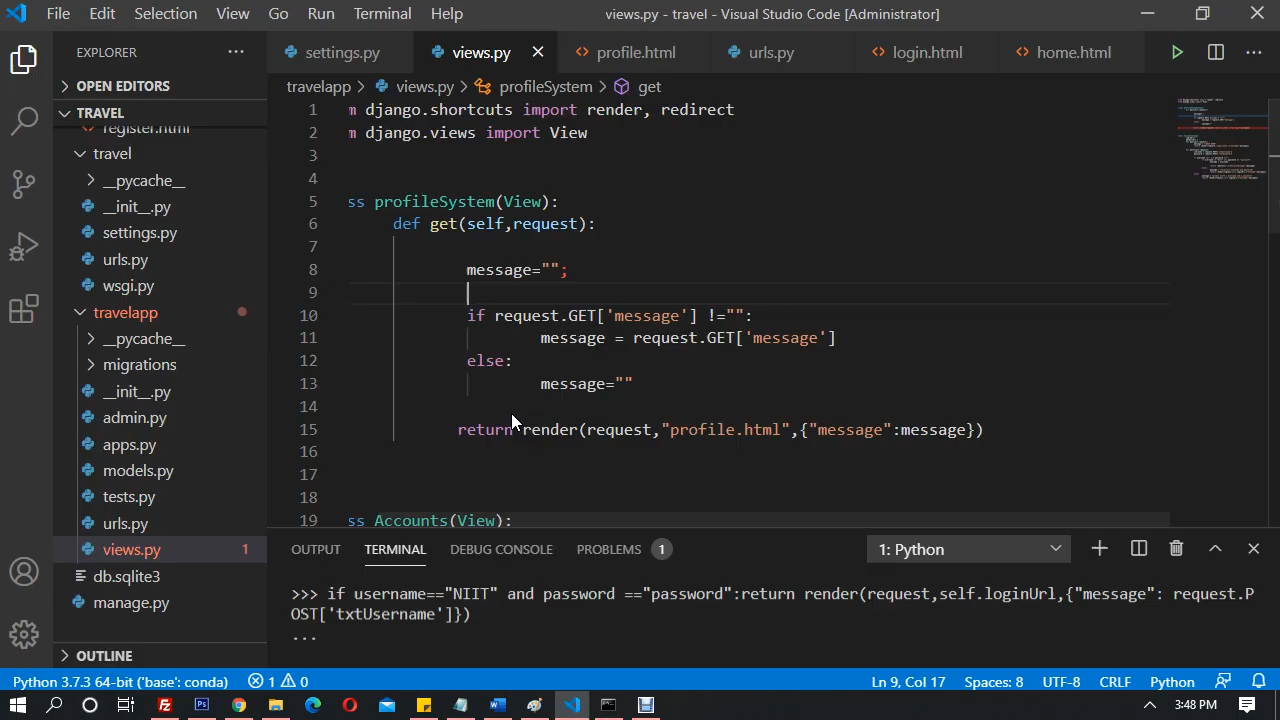 File Edit Selection View Go Run Terminal Help views.py - travel - Visual Studio Code [Administrator]
EXPLORER
settings.py views.py profile.html urls.py login.html home.html
OPEN EDITORS
TRAVEL
register.html
travel
__pycache__
__init__.py
settings.py
urls.py
wsgi.py
travelapp
__pycache__
migrations
__init__.py
admin.py
apps.py
models.py
tests.py
urls.py
views.py 1
db.sqlite3
manage.py
OUTLINE
travelapp > views.py > profileSystem > get
1 m django.shortcuts import render, redirect
2 m django.views import View
3
4
5 ss profileSystem(View):
6 def get(self,request):
7
8 message="";
9
10 if request.GET['message'] !="":
11 message = request.GET['message']
12 else:
13 message=""
14
15 return render(request,"profile.html",{"message":message})
16
17
18
19 ss Accounts(View):
OUTPUT TERMINAL DEBUG CONSOLE PROBLEMS 1 1: Python
>>> if username=="NIIT" and password =="password":return render(request,self.loginUrl,{"message": request.P
OST['txtUsername']})
...
Python 3.7.3 64-bit ('base': conda) 1 0 Ln 9, Col 17 Spaces: 8 UTF-8 CRLF Python
3:48 PM